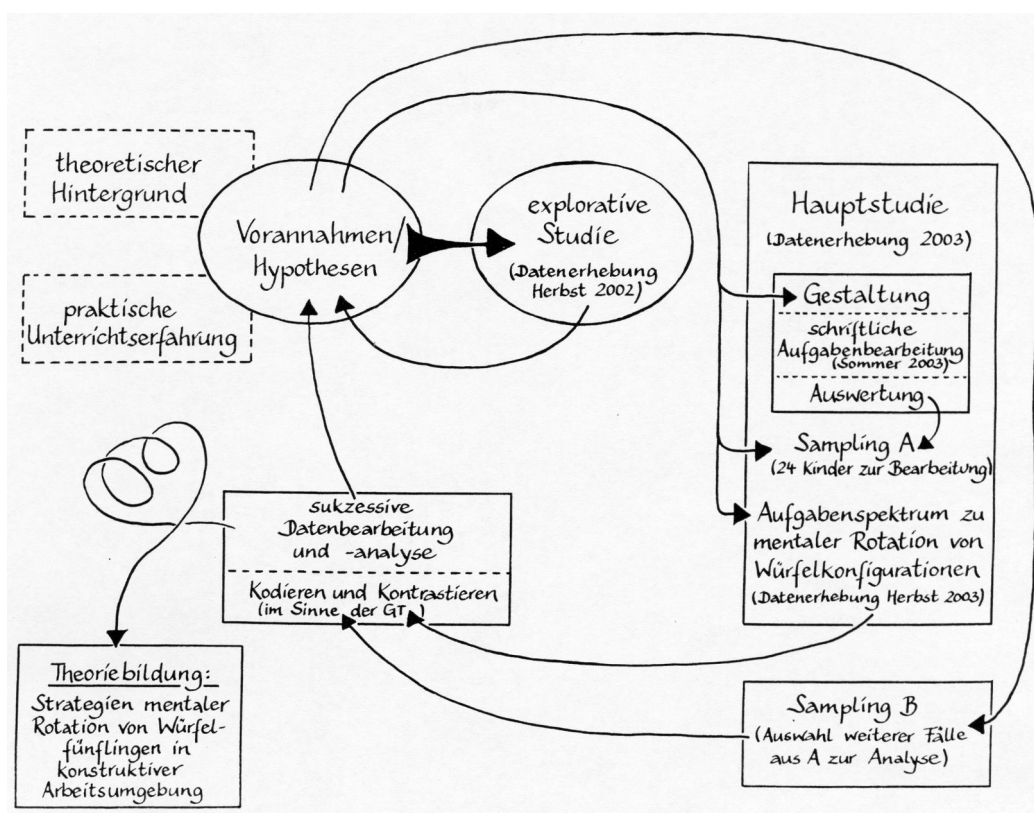 theoretischer
Hintergrund
praktische
Unterrichtserfahrung
Vorannahmen/
Hypothesen
explorative
Studie
(Datenerhebung
Herbst 2002)
Hauptstudie
(Datenerhebung 2003)
Gestaltung
schriftliche
Aufgabenbearbeitung
(Sommer 2003)
Auswertung
Sampling A
(24 Kinder zur Bearbeitung)
Aufgabenspektrum zu
mentaler Rotation von
Würfelkonfigurationen
(Datenerhebung Herbst 2003)
Sampling B
(Auswahl weiterer Fälle
aus A zur Analyse)
sukzessive
Datenbearbeitung
und -analyse
Kodieren und Kontrastieren
(im Sinne der GT )
Theoriebildung:
Strategien mentaler
Rotation von Würfel-
fünflingen in
konstruktiver
Arbeitsumgebung